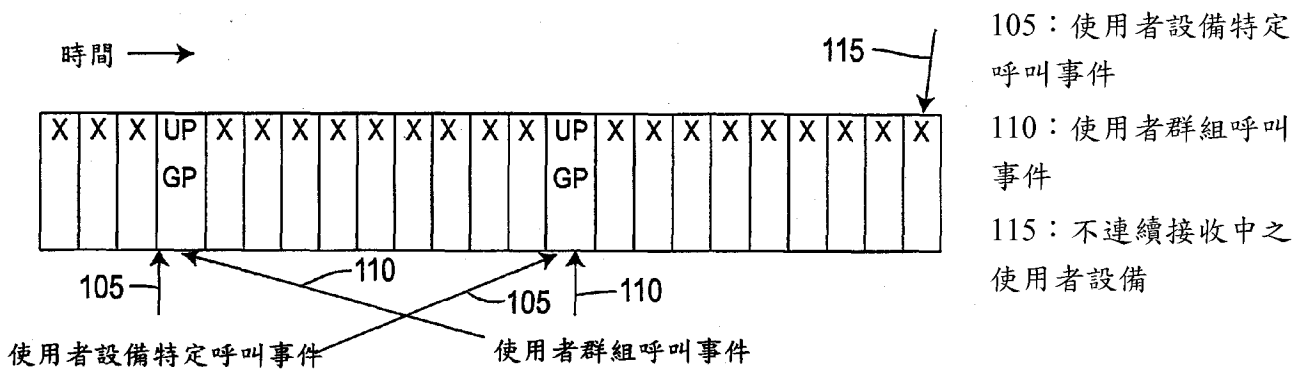 時間
115
X X X UP X X X X X X X X X UP X X X X X X X X X
GP GP
105
110
105
110
使用者設備特定呼叫事件
使用者群組呼叫事件
105：使用者設備特定
呼叫事件
110：使用者群組呼叫
事件
115：不連續接收中之
使用者設備